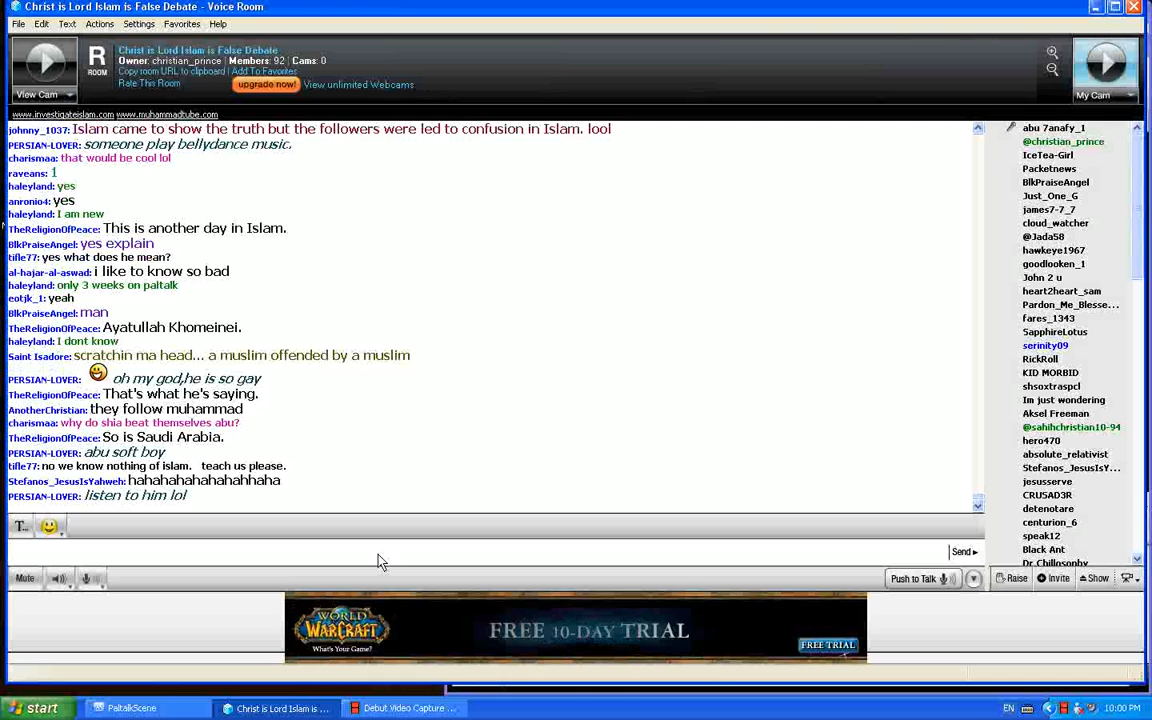 Christ is Lord Islam is False Debate - Voice Room
File Edit Text Actions Settings Favorites Help
View Cam
R
ROOM
Christ is Lord Islam is False Debate
Owner: christian_prince | Members: 92 | Cams: 0
Copy room URL to clipboard | Add To Favorites
Rate This Room
upgrade now! View unlimited Webcams
My Cam
www.investigateislam.com www.muhammadtube.com
johnny_1037: Islam came to show the truth but the followers were led to confusion in Islam. lool
PERSIAN-LOVER: someone play bellydance music.
charismaa: that would be cool lol
raveans: 1
haleyland: yes
anronio4: yes
haleyland: I am new
TheReligionOfPeace: This is another day in Islam.
BlkPraiseAngel: yes explain
tifle77: yes what does he mean?
al-hajar-al-aswad: i like to know so bad
haleyland: only 3 weeks on paltalk
eotjk_1: yeah
BlkPraiseAngel: man
TheReligionOfPeace: Ayatullah Khomeinei.
haleyland: I dont know
Saint Isadore: scratchin ma head... a muslim offended by a muslim
PERSIAN-LOVER: oh my god,he is so gay
TheReligionOfPeace: That's what he's saying.
AnotherChristian: they follow muhammad
charismaa: why do shia beat themselves abu?
TheReligionOfPeace: So is Saudi Arabia.
PERSIAN-LOVER: abu soft boy
tifle77: no we know nothing of islam. teach us please.
Stefanos_JesusIsYahweh: hahahahahahahahhaha
PERSIAN-LOVER: listen to him lol
abu 7anafy_1
@christian_prince
IceTea-Girl
Packetnews
BlkPraiseAngel
Just_One_G
james7-7_7
cloud_watcher
@Jada58
hawkeye1967
goodlooken_1
John 2 u
heart2heart_sam
Pardon_Me_Blesse...
fares_1343
SapphireLotus
serinity09
RickRoll
KID MORBID
shsoxtraspcl
Im just wondering
Aksel Freeman
@sahihchristian10-94
hero470
absolute_relativist
Stefanos_JesusIsY...
jesusserve
CRUSAD3R
detenotare
centurion_6
speak12
Black Ant
Dr Chillosophy
T...
Send
Mute
Push to Talk
Raise Invite Show
WORLD
WARCRAFT
What's Your Game?
FREE 10-DAY TRIAL
FREE TRIAL
start
PaltalkScene
Christ is Lord Islam is ...
Debut Video Capture ...
EN
10:00 PM